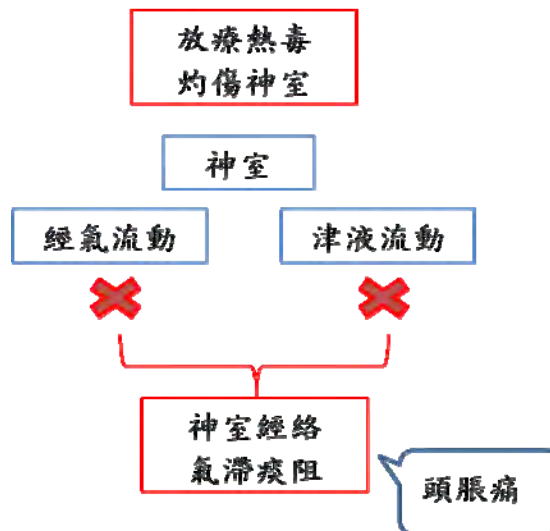 放療熱毒
灼傷神室
神室
經氣流動
津液流動
神室經絡
氣滯痰阻
頭脹痛